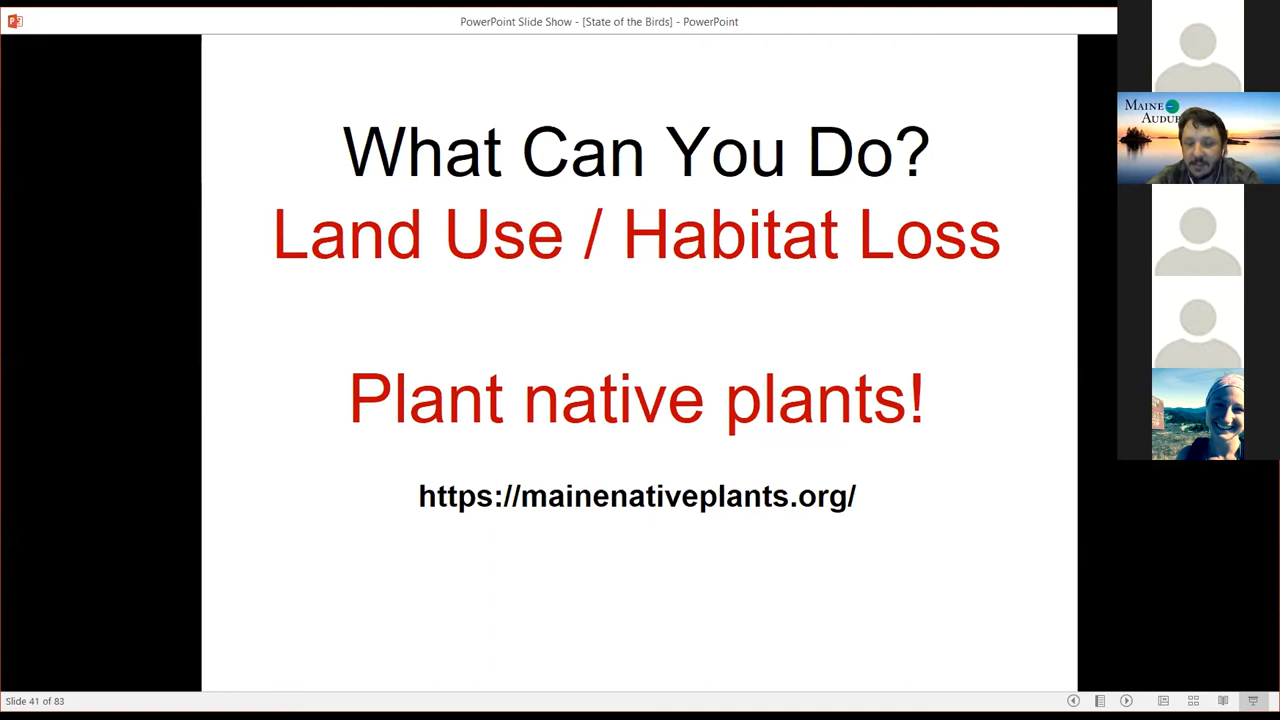 PowerPoint Slide Show - [State of the Birds] - PowerPoint
What Can You Do?
Land Use / Habitat Loss
Plant native plants!
https://mainenativeplants.org/
MAINE
Slide 41 of 83